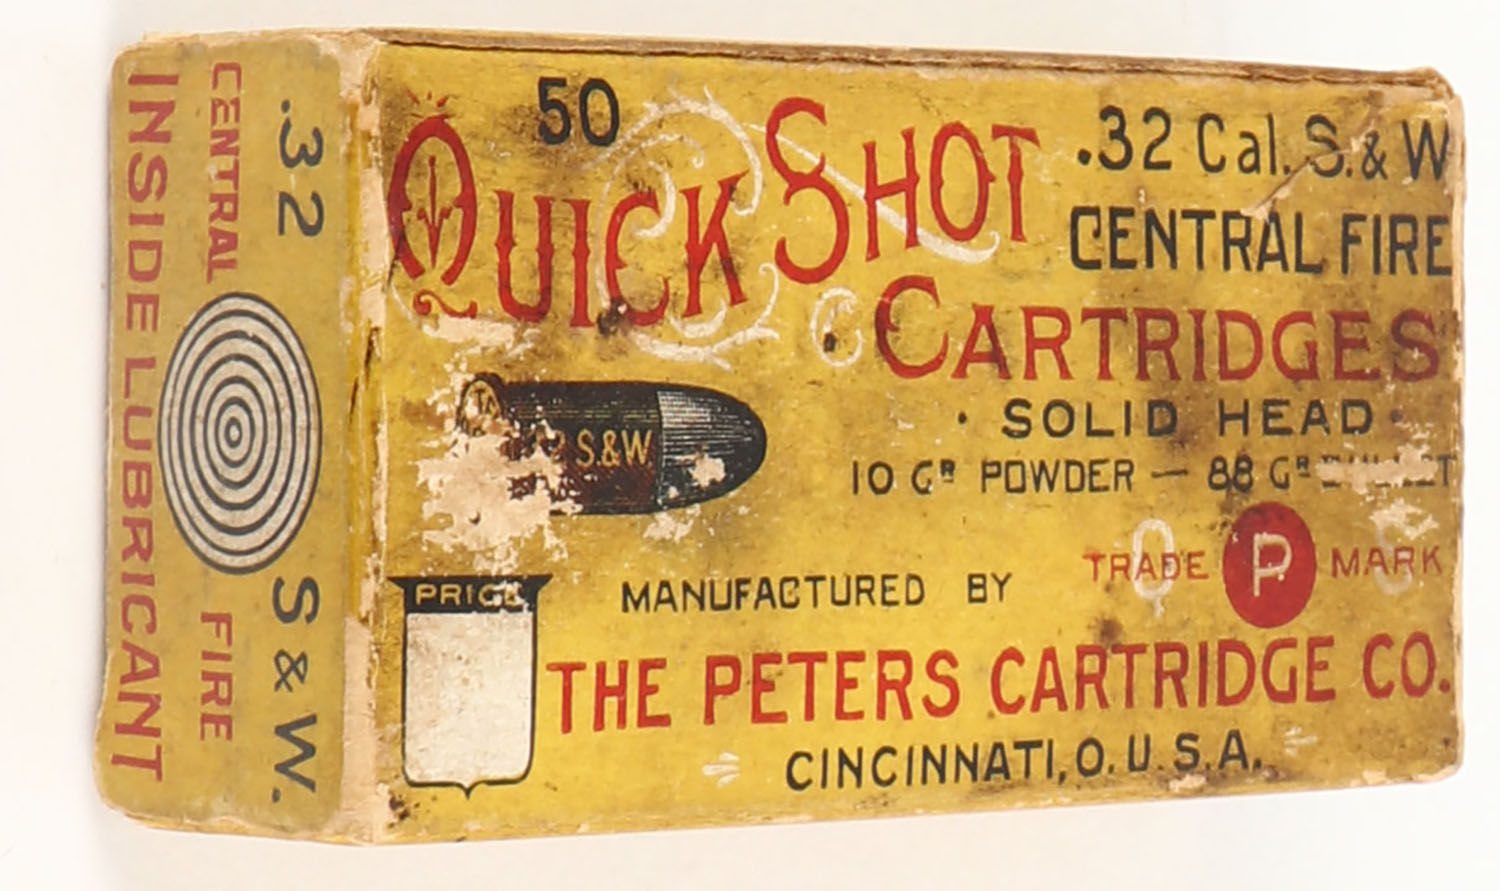 50
QUICK SHOT
CARTRIDGES
.32 Cal. S. & W
CENTRAL FIRE
· SOLID HEAD ·
10 GR POWDER — 88 GR
S&W
PRICE
TRADE P MARK
Q S
MANUFACTURED BY
THE PETERS CARTRIDGE CO.
CINCINNATI, O. U.S.A.
.32 S & W.
CENTRAL FIRE
INSIDE LUBRICANT